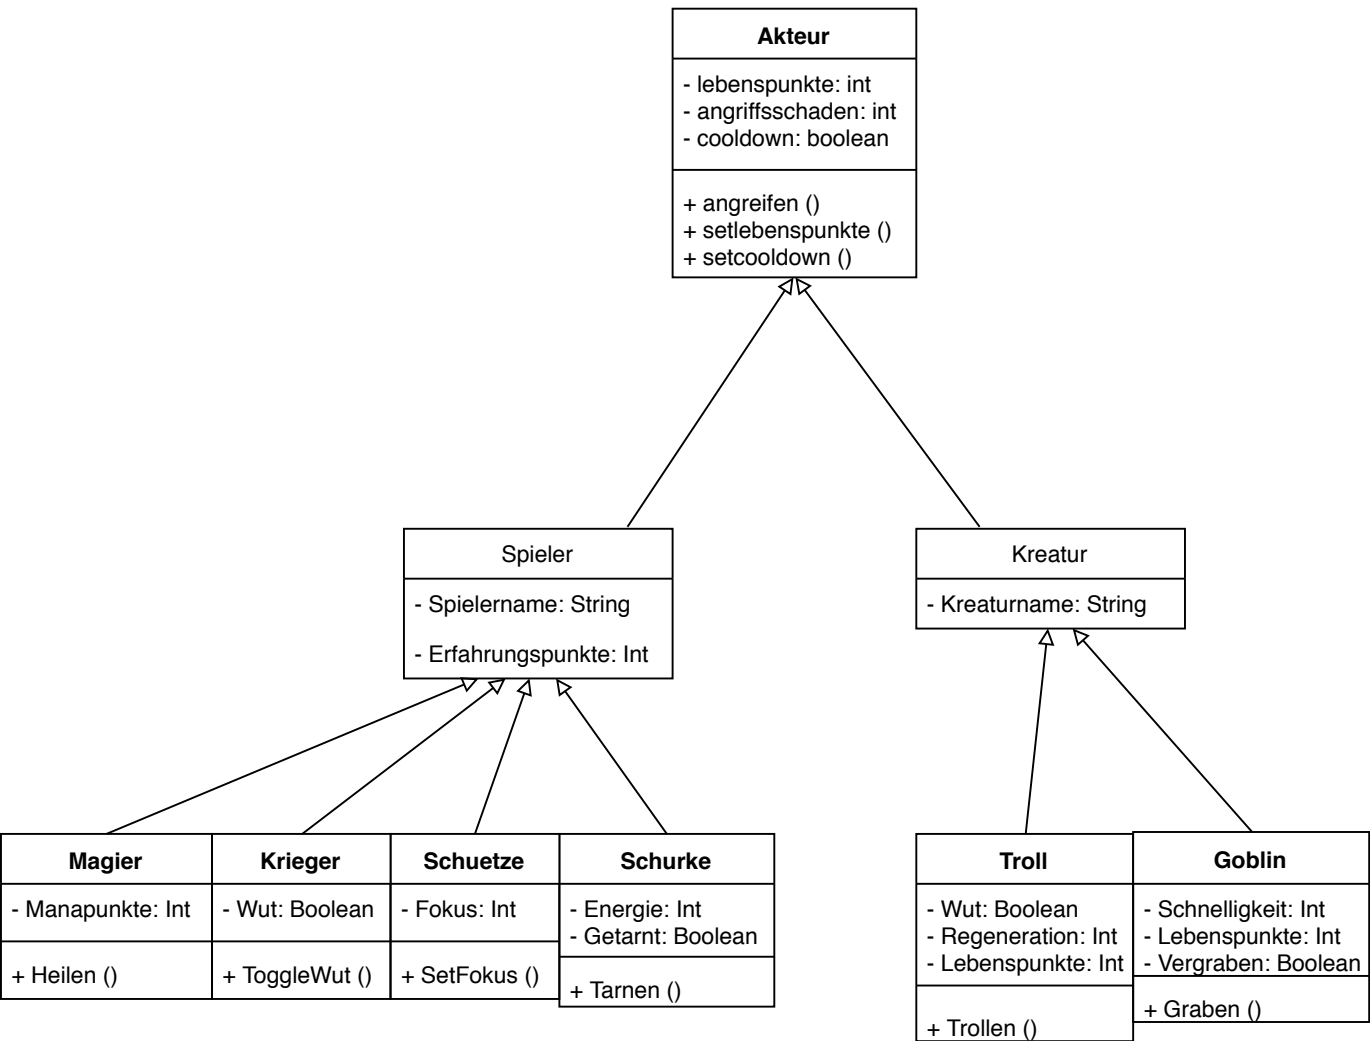 Akteur
- lebenspunkte: int
- angriffsschaden: int
- cooldown: boolean
+ angreifen ()
+ setlebenspunkte ()
+ setcooldown ()
Spieler
- Spielername: String
- Erfahrungspunkte: Int
Kreatur
- Kreaturname: String
Magier
- Manapunkte: Int
+ Heilen ()
Krieger
- Wut: Boolean
+ ToggleWut ()
Schuetze
- Fokus: Int
+ SetFokus ()
Schurke
- Energie: Int
- Getarnt: Boolean
+ Tarnen ()
Troll
- Wut: Boolean
- Regeneration: Int
- Lebenspunkte: Int
+ Trollen ()
Goblin
- Schnelligkeit: Int
- Lebenspunkte: Int
- Vergraben: Boolean
+ Graben ()